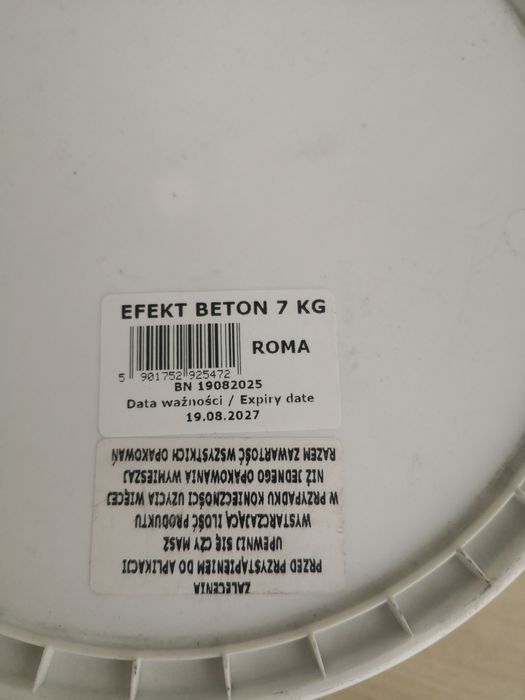 EFEKT BETON 7 KG
ROMA
5 901752 925472
BN 19082025
Data ważności / Expiry date
19.08.2027
ZALECENIA
PRZED PRZYSTĄPIENIEM DO APLIKACJI
UPEWNIJ SIĘ CZY MASZ
WYSTARCZAJĄCĄ ILOŚĆ PRODUKTU
W PRZYPADKU KONIECZNOŚCI UŻYCIA WIĘCEJ
NIŻ JEDNEGO OPAKOWANIA WYMIESZAJ
RAZEM ZAWARTOŚĆ WSZYSTKICH OPAKOWAŃ